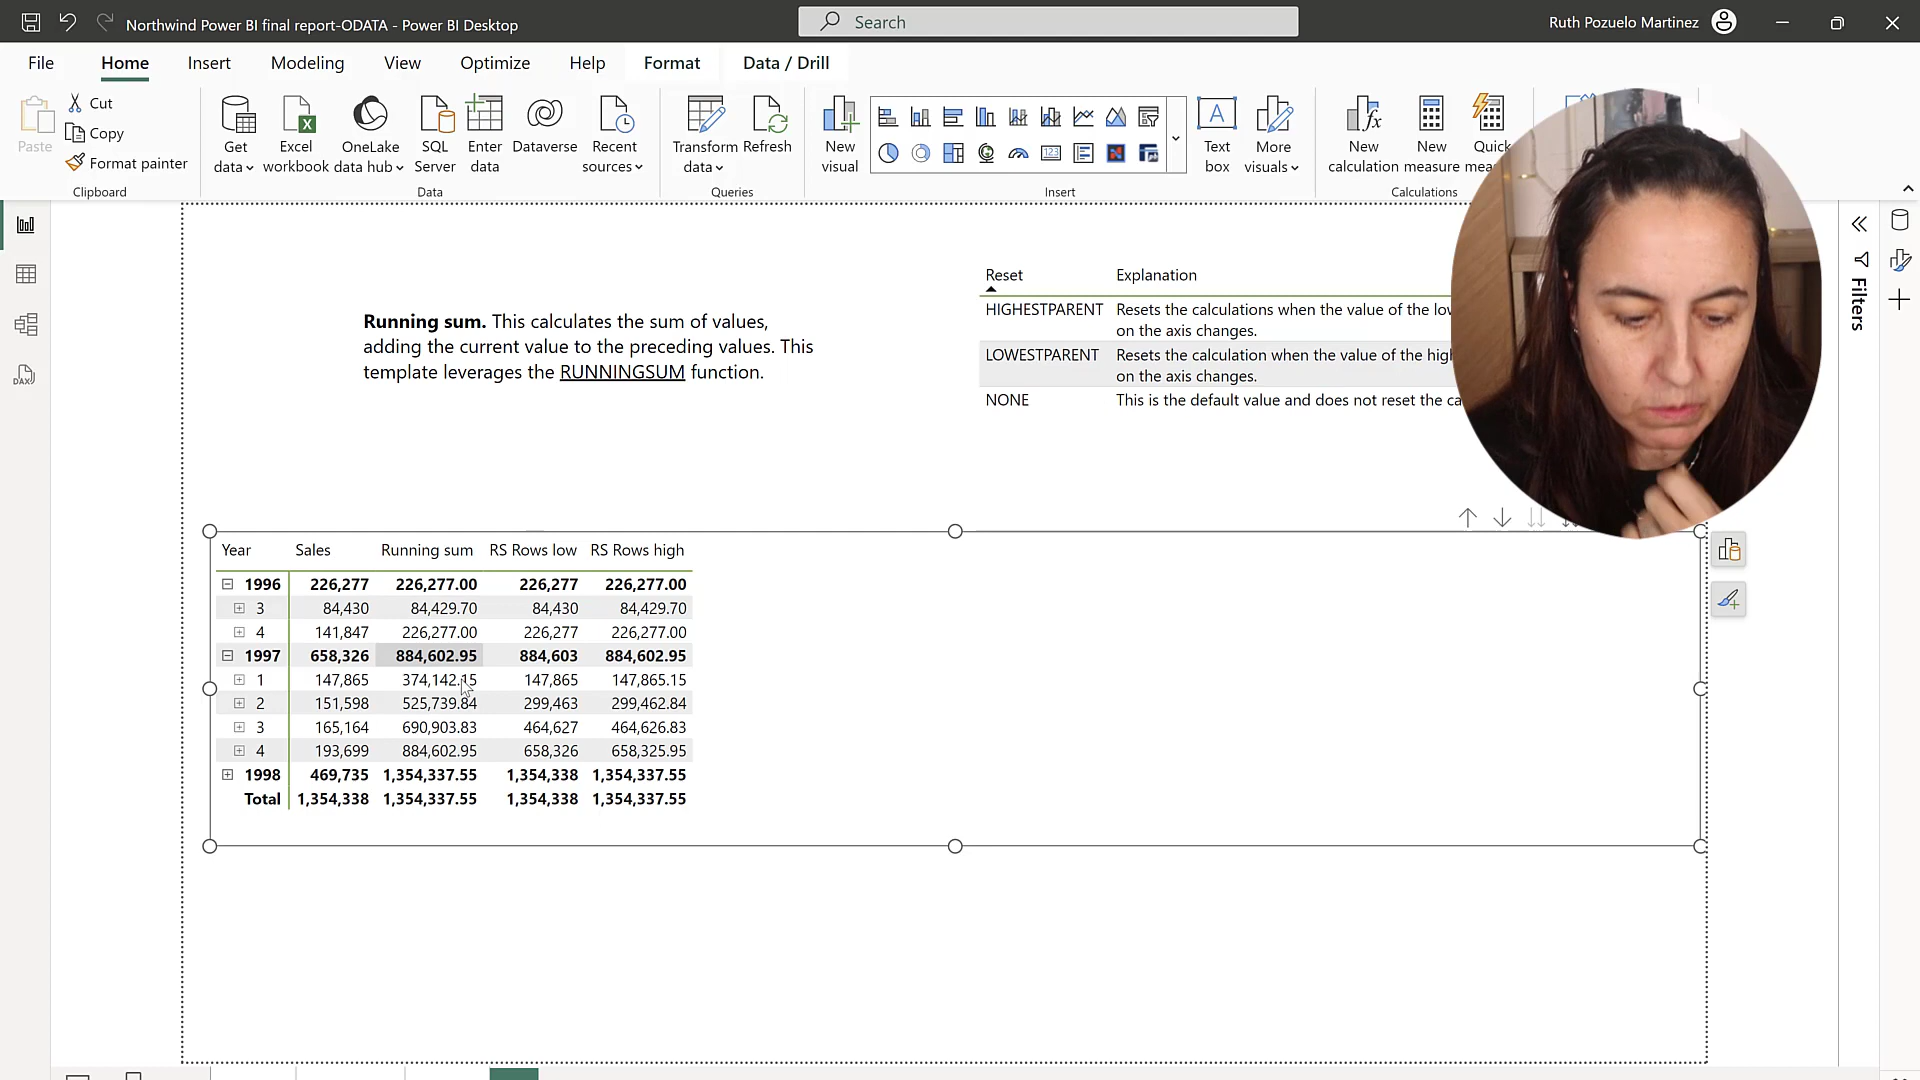 Northwind Power BI final report-ODATA - Power BI Desktop
Search
Ruth Pozuelo Martinez
File Home Insert Modeling View Optimize Help Format Data / Drill
Paste
Cut
Copy
Format painter
Clipboard
Get data
Excel workbook
OneLake data hub
SQL Server
Enter data
Dataverse
Recent sources
Data
Transform data
Refresh
Queries
New visual
Text box
More visuals
Insert
New calculation
New measure
Quick
Calculations
Filters
Running sum. This calculates the sum of values,
adding the current value to the preceding values. This
template leverages the RUNNINGSUM function.
Reset Explanation
HIGHESTPARENT Resets the calculations when the value of the
on the axis changes.
LOWESTPARENT Resets the calculation when the value of the
on the axis changes.
NONE This is the default value and does not reset the
Year Sales Running sum RS Rows low RS Rows high
1996 226,277 226,277.00 226,277 226,277.00
3 84,430 84,429.70 84,430 84,429.70
4 141,847 226,277.00 226,277 226,277.00
1997 658,326 884,602.95 884,603 884,602.95
1 147,865 374,142.15 147,865 147,865.15
2 151,598 525,739.84 299,463 299,462.84
3 165,164 690,903.83 464,627 464,626.83
4 193,699 884,602.95 658,326 658,325.95
1998 469,735 1,354,337.55 1,354,338 1,354,337.55
Total 1,354,338 1,354,337.55 1,354,338 1,354,337.55